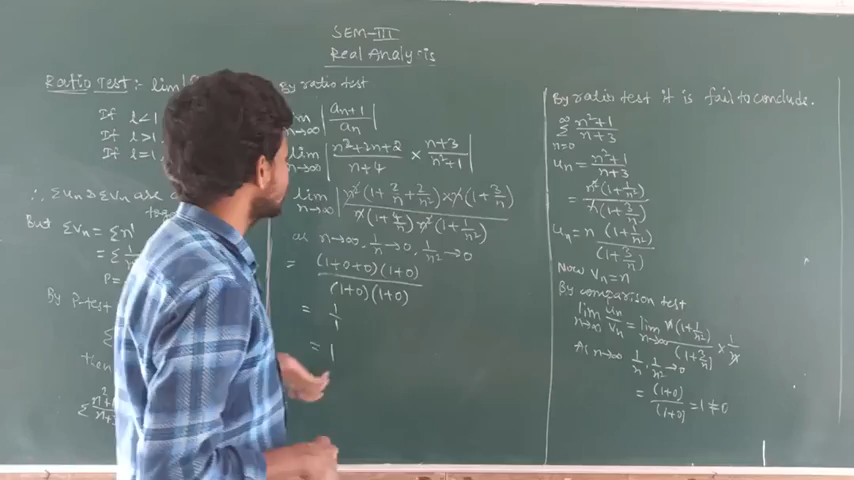 SEM-III
Real Analysis
Ratio Test:- lim
If l<1
If l>1
If l=1
∴ Σun & Σvn are
But Σvn = Σn'
= Σ
P=
By P-test
Σ
then
Σ
By ratio test
lim n→∞ |an+1/an|
lim n→∞ |(n²+2n+2)/(n+4) × (n+3)/(n²+1)|
lim n→∞ |n²(1+2/n+2/n²)×n(1+3/n) / n(1+4/n) n²(1+1/n²)|
as n→∞, 1/n→0, 1/n²→0
= (1+0+0)(1+0) / (1+0)(1+0)
= 1/1
= 1
By ratio test it is fail to conclude.
∞ Σ n=0 (n²+1)/(n+3)
un = (n²+1)/(n+3)
= n²(1+1/n²) / n(1+3/n)
un = n (1+1/n²)/(1+3/n)
Now vn = n
By comparison test
lim n→∞ un/vn = lim n→∞ n(1+1/n²)/(1+3/n) × 1/n
As n→∞ 1/n, 1/n²→0
= (1+0)/(1+0) = 1 ≠ 0